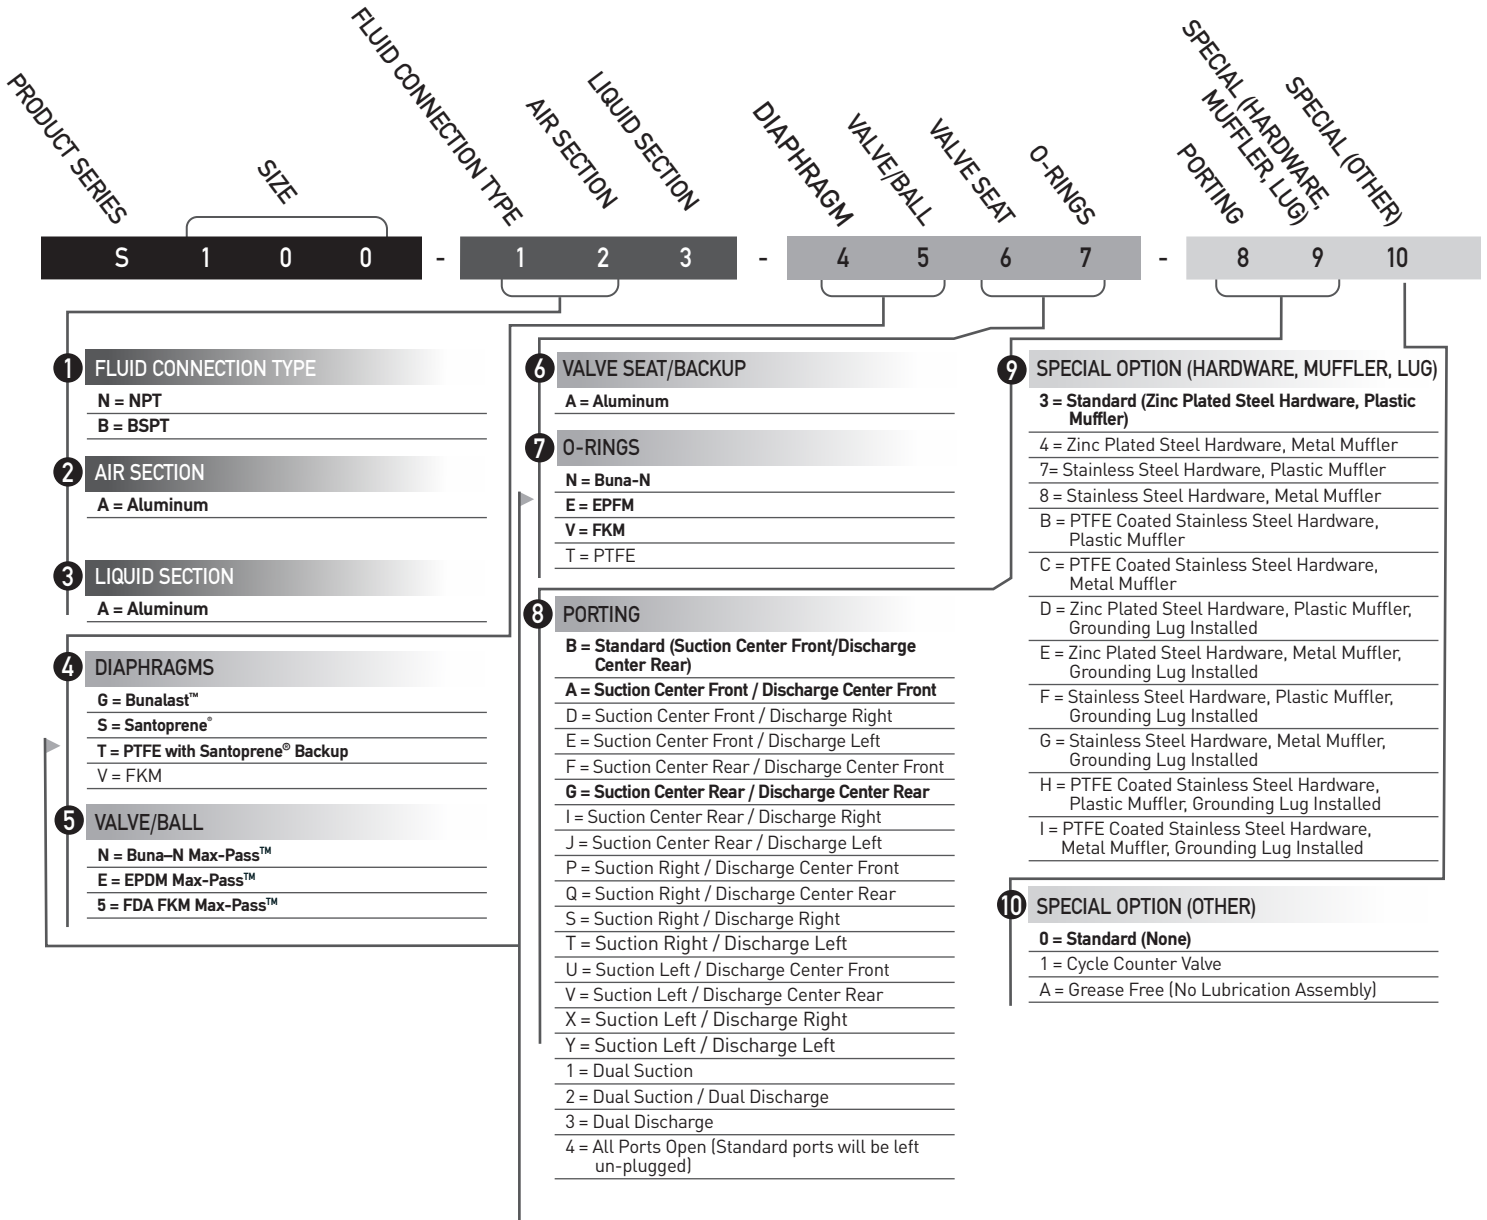 PRODUCT SERIES
SIZE
FLUID CONNECTION TYPE
AIR SECTION
LIQUID SECTION
DIAPHRAGM
VALVE/BALL
VALVE SEAT
O-RINGS
PORTING
SPECIAL (HARDWARE,
MUFFLER, LUG)
SPECIAL (OTHER)
S 1 0 0 - 1 2 3 - 4 5 6 7 - 8 9 10
1 FLUID CONNECTION TYPE
N = NPT
B = BSPT
2 AIR SECTION
A = Aluminum
3 LIQUID SECTION
A = Aluminum
4 DIAPHRAGMS
G = Bunalast™
S = Santoprene®
T = PTFE with Santoprene® Backup
V = FKM
5 VALVE/BALL
N = Buna–N Max-Pass™
E = EPDM Max-Pass™
5 = FDA FKM Max-Pass™
6 VALVE SEAT/BACKUP
A = Aluminum
7 O-RINGS
N = Buna-N
E = EPFM
V = FKM
T = PTFE
8 PORTING
B = Standard (Suction Center Front/Discharge
Center Rear)
A = Suction Center Front / Discharge Center Front
D = Suction Center Front / Discharge Right
E = Suction Center Front / Discharge Left
F = Suction Center Rear / Discharge Center Front
G = Suction Center Rear / Discharge Center Rear
I = Suction Center Rear / Discharge Right
J = Suction Center Rear / Discharge Left
P = Suction Right / Discharge Center Front
Q = Suction Right / Discharge Center Rear
S = Suction Right / Discharge Right
T = Suction Right / Discharge Left
U = Suction Left / Discharge Center Front
V = Suction Left / Discharge Center Rear
X = Suction Left / Discharge Right
Y = Suction Left / Discharge Left
1 = Dual Suction
2 = Dual Suction / Dual Discharge
3 = Dual Discharge
4 = All Ports Open (Standard ports will be left
un-plugged)
9 SPECIAL OPTION (HARDWARE, MUFFLER, LUG)
3 = Standard (Zinc Plated Steel Hardware, Plastic
Muffler)
4 = Zinc Plated Steel Hardware, Metal Muffler
7= Stainless Steel Hardware, Plastic Muffler
8 = Stainless Steel Hardware, Metal Muffler
B = PTFE Coated Stainless Steel Hardware,
Plastic Muffler
C = PTFE Coated Stainless Steel Hardware,
Metal Muffler
D = Zinc Plated Steel Hardware, Plastic Muffler,
Grounding Lug Installed
E = Zinc Plated Steel Hardware, Metal Muffler,
Grounding Lug Installed
F = Stainless Steel Hardware, Plastic Muffler,
Grounding Lug Installed
G = Stainless Steel Hardware, Metal Muffler,
Grounding Lug Installed
H = PTFE Coated Stainless Steel Hardware,
Plastic Muffler, Grounding Lug Installed
I = PTFE Coated Stainless Steel Hardware,
Metal Muffler, Grounding Lug Installed
10 SPECIAL OPTION (OTHER)
0 = Standard (None)
1 = Cycle Counter Valve
A = Grease Free (No Lubrication Assembly)